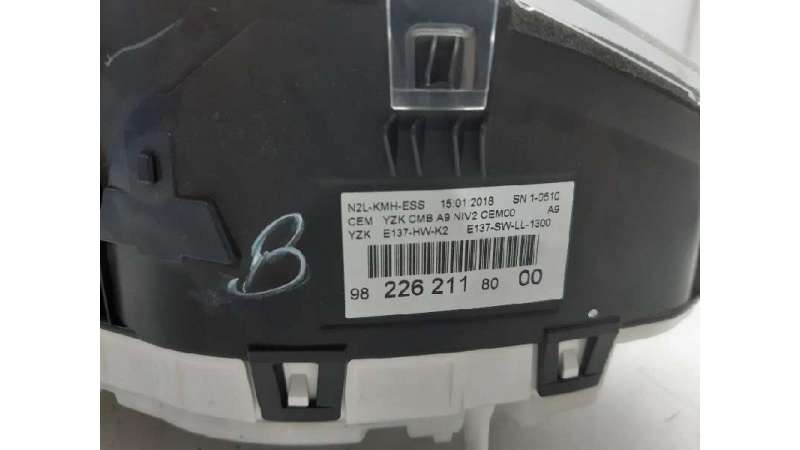 N2L-KMH-ESS 15.01.2018 SN 1-0510
CEM YZK CMB A9 NIV2 CEMC0 A9
YZK E137-HW-K2 E137-SW-LL-1300
98 226 211 80 00
B